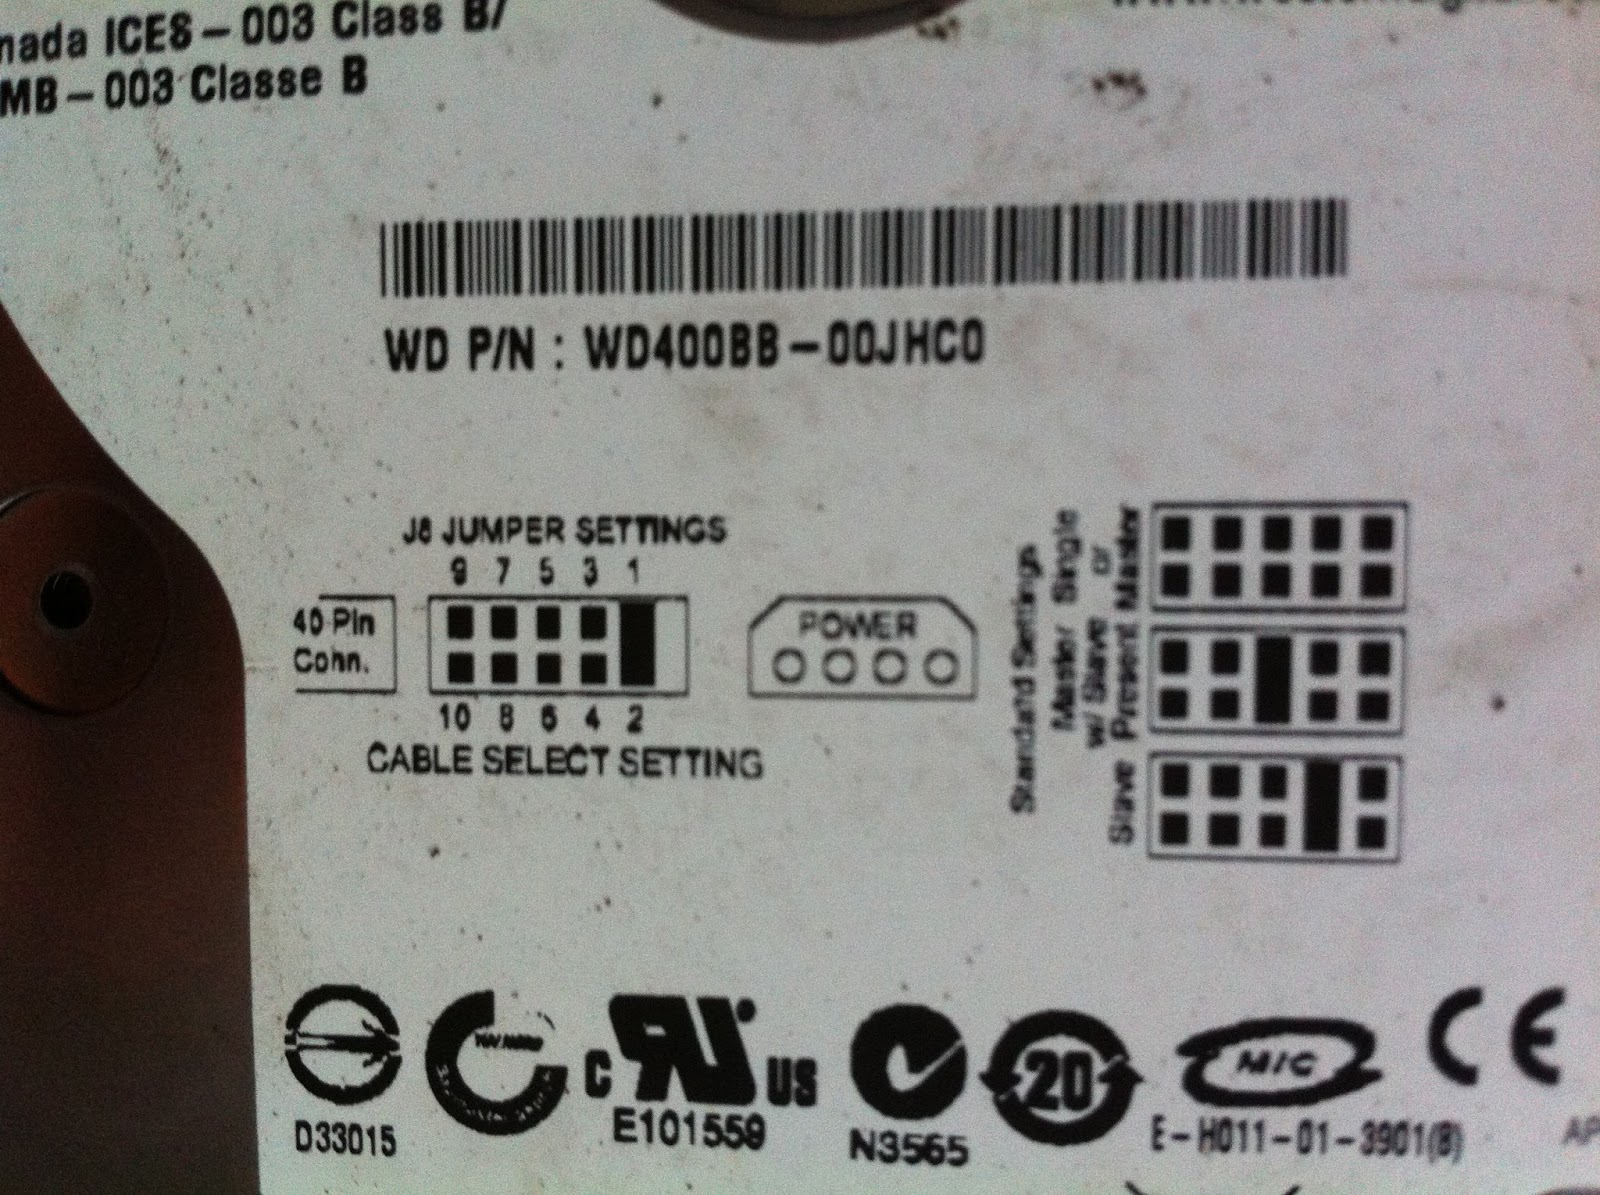 nada ICES-003 Class B/
MB-003 Classe B
WD P/N : WD400BB-00JHC0
J8 JUMPER SETTINGS
9 7 5 3 1
40 Pin
Conn.
10 8 6 4 2
CABLE SELECT SETTING
POWER
Standard Settings
Single or
Master w/ Slave Present
Slave Master
D33015
C US
E101559
N3565
20
MIC
E-H011-01-3901(B)
CE
AP